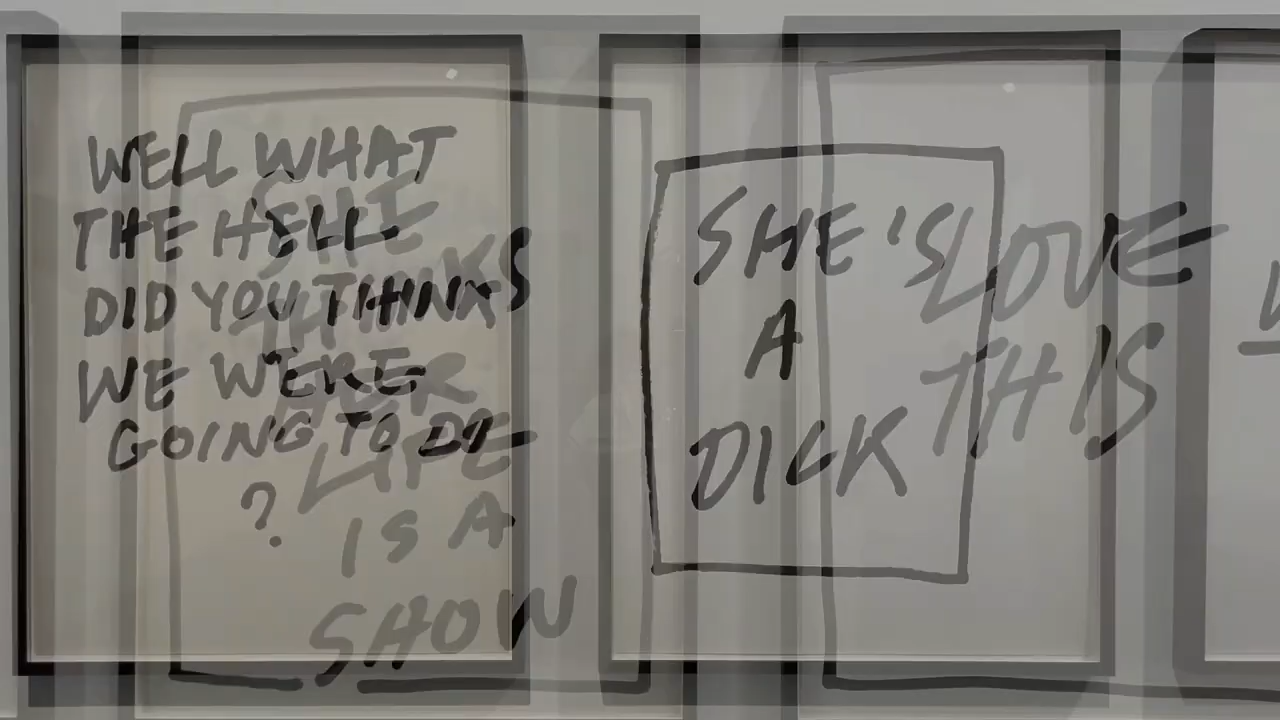 WELL WHAT
THE HELL
DID YOU THINK
WE WERE
GOING TO DO
?
SHE
THINKS
HER
LIFE
IS A
SHOW
SHE'S
A
DICK
LOVE
THIS